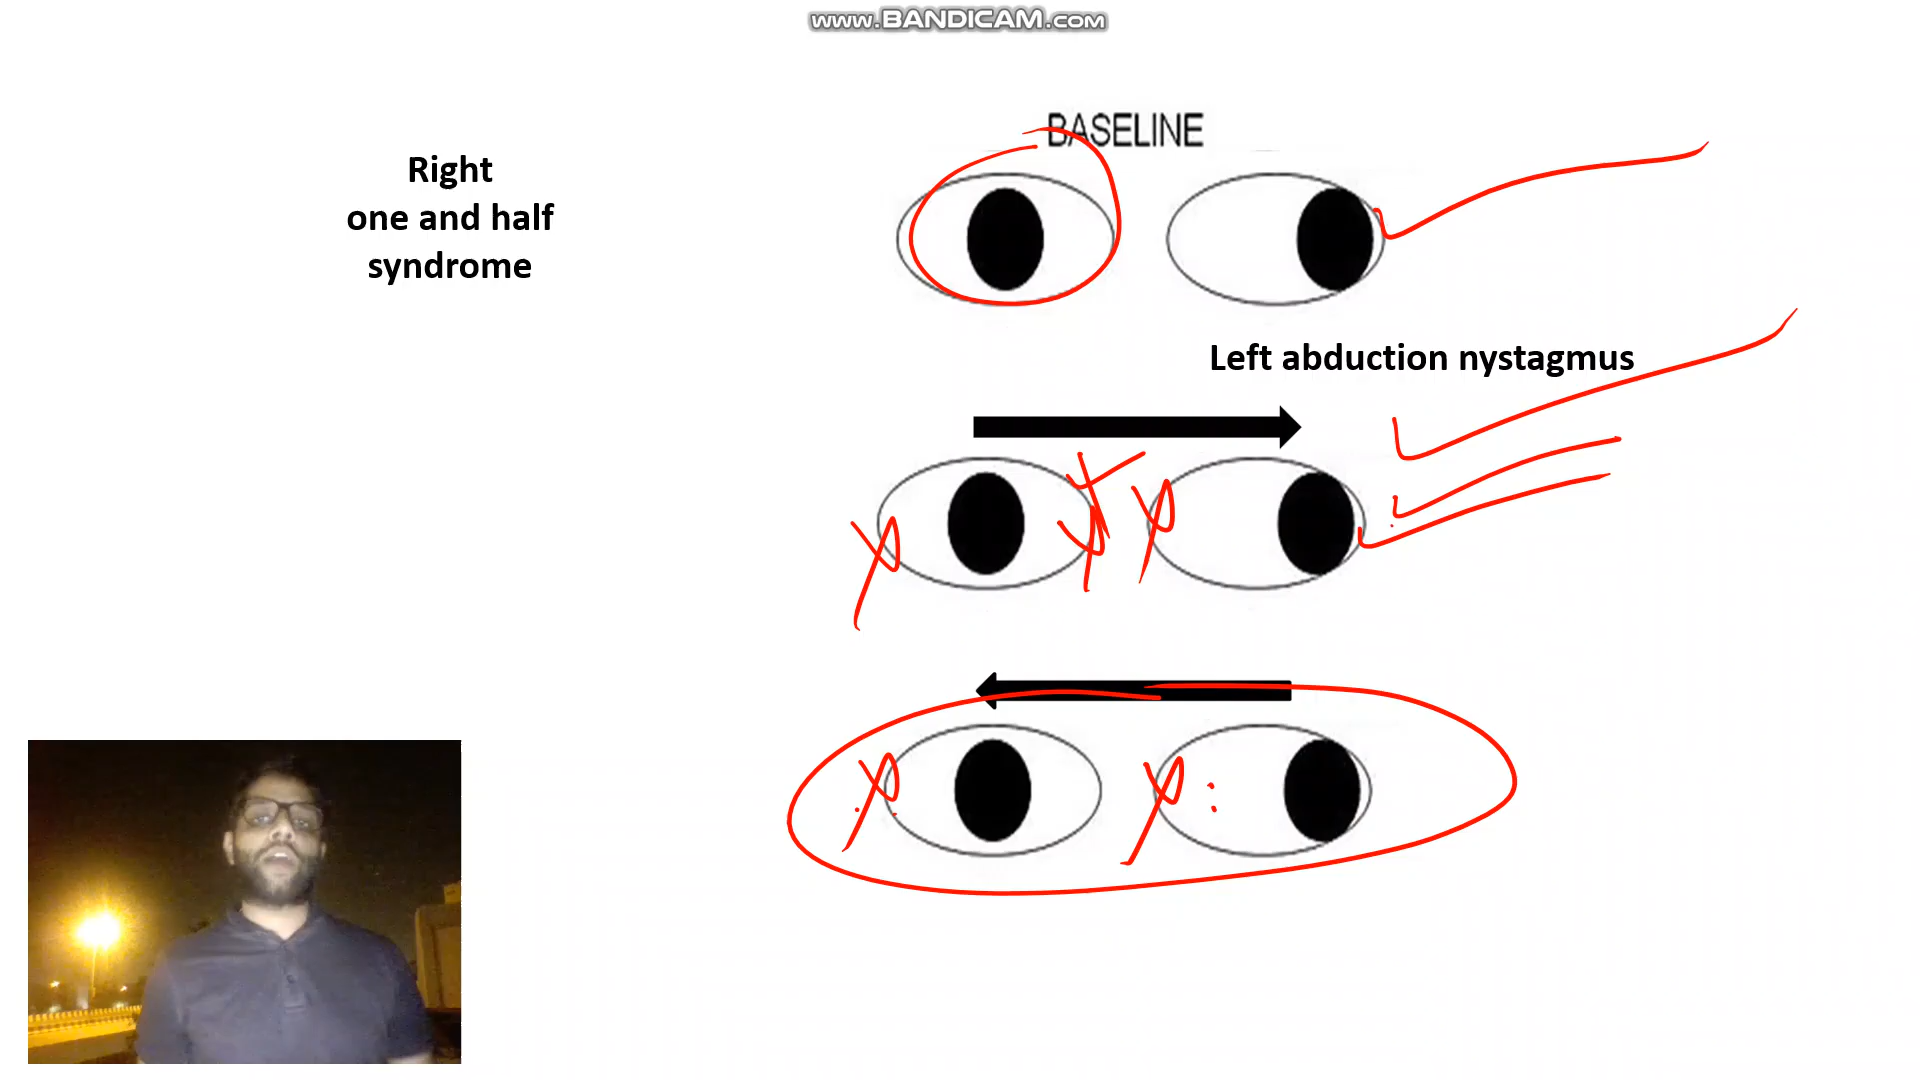 www.BANDICAM.com
BASELINE
Right
one and half
syndrome
Left abduction nystagmus